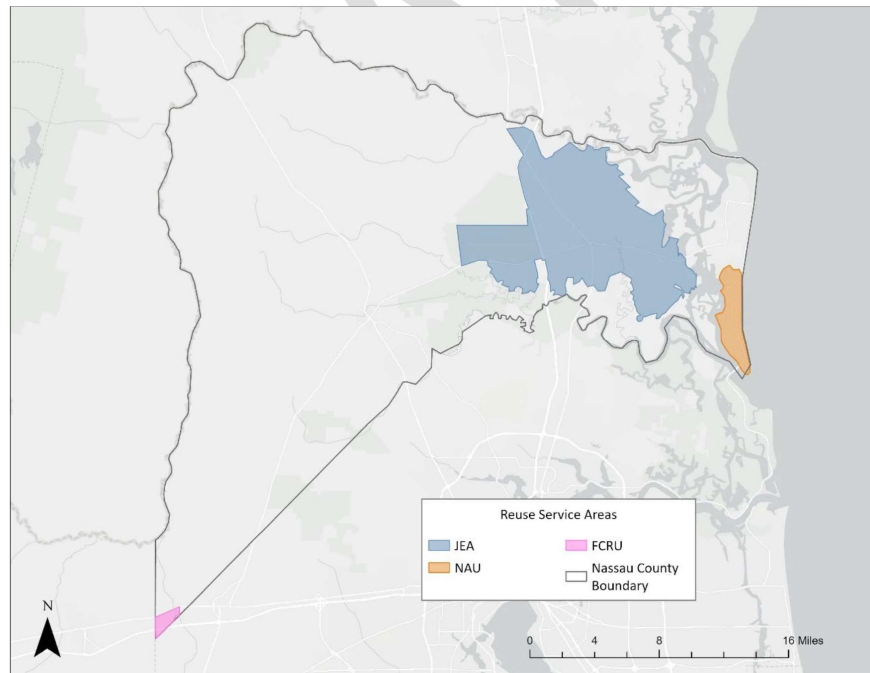 Reuse Service Areas
JEA
FCRU
NAU
Nassau County
Boundary
N
0 4 8 16 Miles